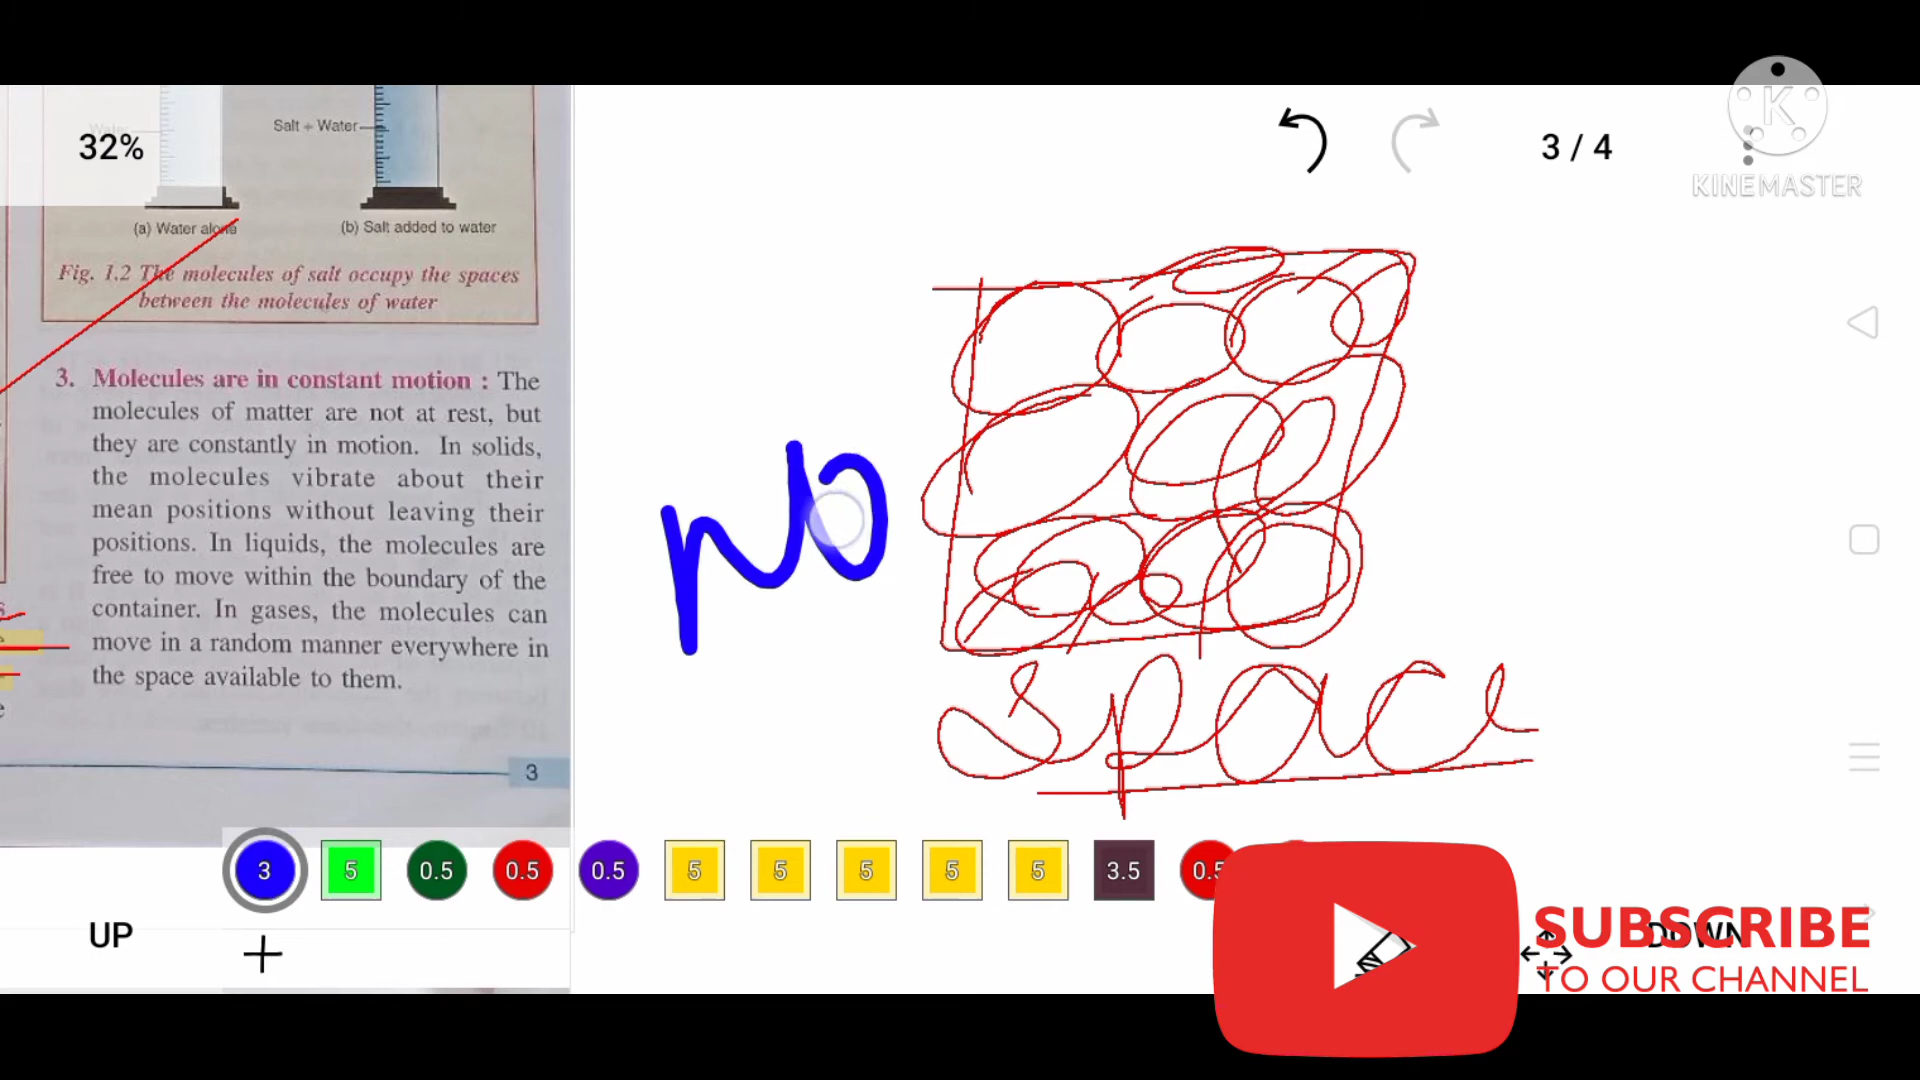 32%
Water
Salt + Water
(a) Water alone
(b) Salt added to water
Fig. 1.2 The molecules of salt occupy the spaces
between the molecules of water
3. Molecules are in constant motion : The
molecules of matter are not at rest, but
they are constantly in motion. In solids,
the molecules vibrate about their
mean positions without leaving their
positions. In liquids, the molecules are
free to move within the boundary of the
container. In gases, the molecules can
move in a random manner everywhere in
the space available to them.
3
3 / 4
K
KINEMASTER
NO
Space
3 5 0.5 0.5 0.5 5 5 5 5 5 3.5 0.5
UP
DOWN
SUBSCRIBE
TO OUR CHANNEL